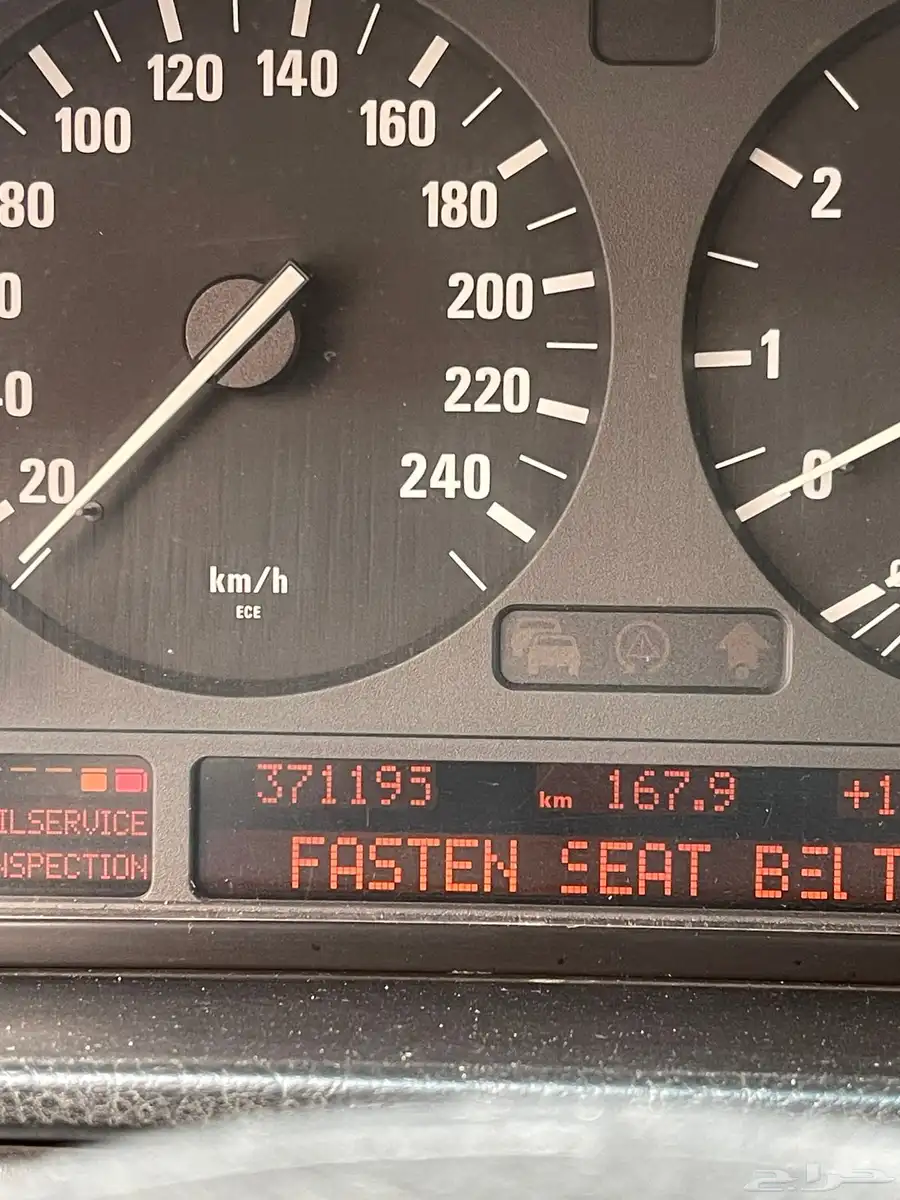 120
140
100
160
80
180
2
200
1
220
20
240
0
km/h
ECE
371195 km 167.9 +1
ILSERVICE
NSPECTION
FASTEN SEAT BELT
حراج